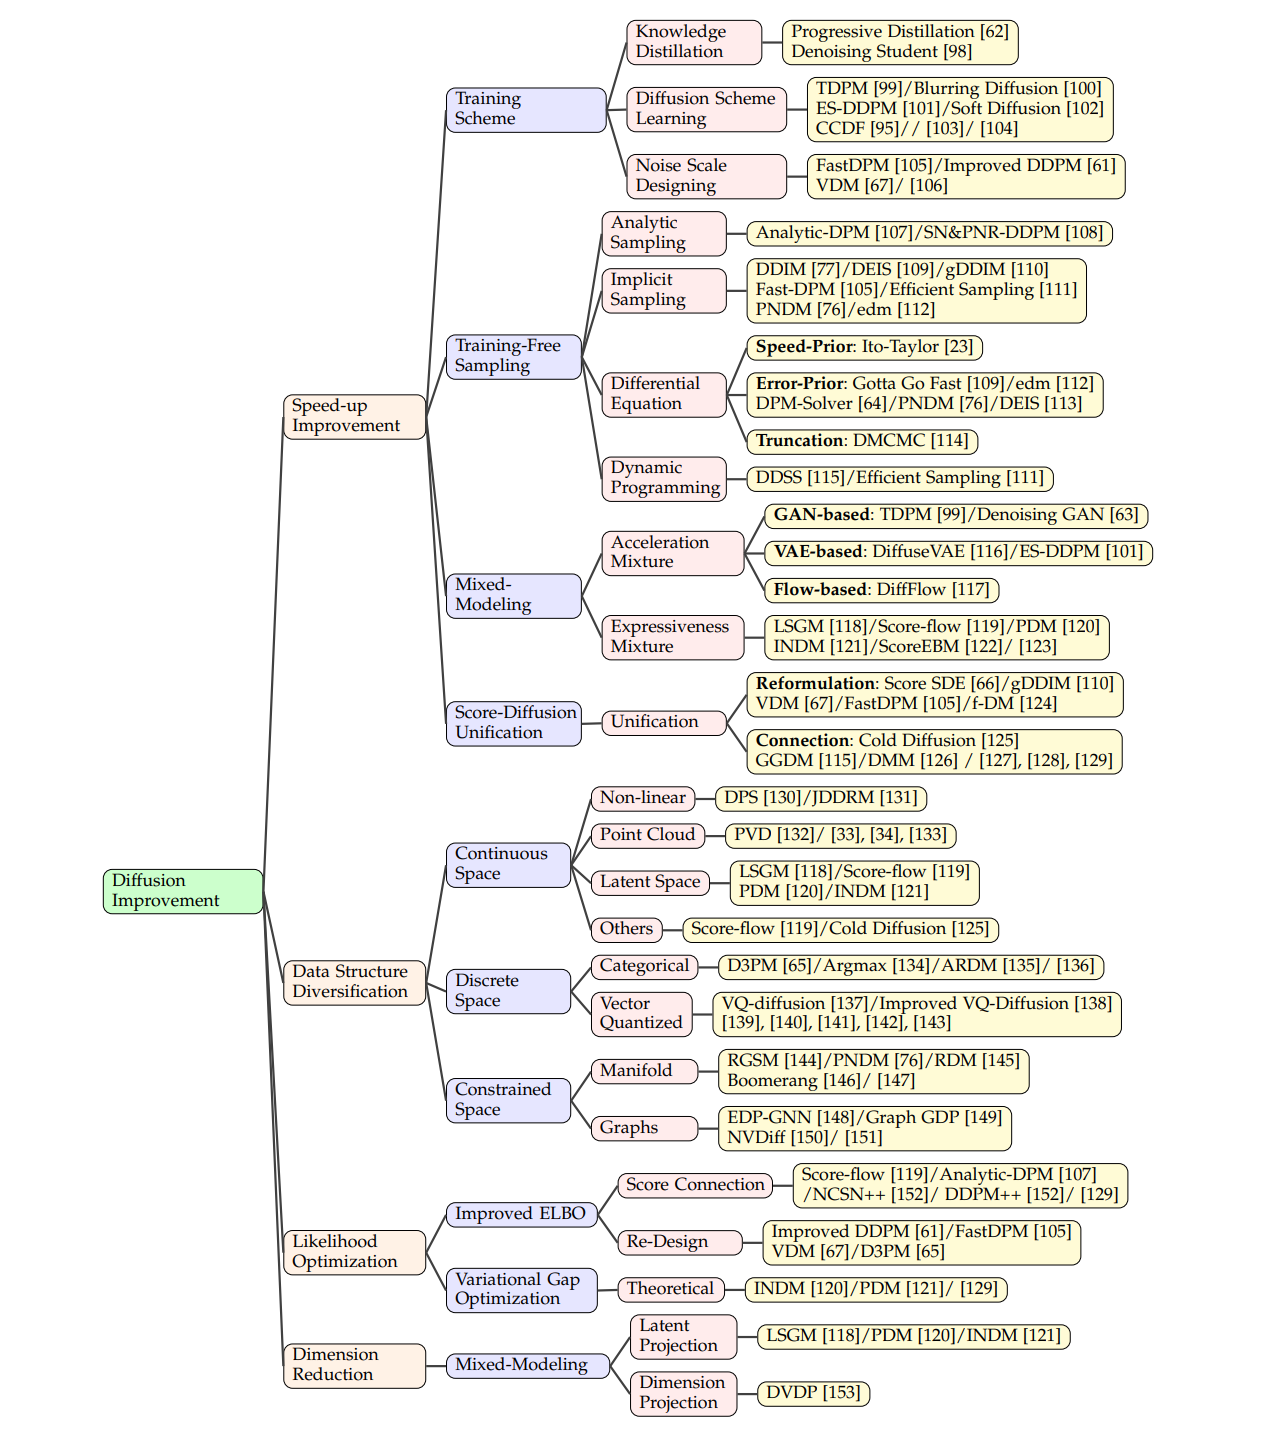 Diffusion
Improvement
Speed-up
Improvement
Training
Scheme
Knowledge
Distillation
Progressive Distillation [62]
Denoising Student [98]
Diffusion Scheme
Learning
TDPM [99]/Blurring Diffusion [100]
ES-DDPM [101]/Soft Diffusion [102]
CCDF [95]// [103]/ [104]
Noise Scale
Designing
FastDPM [105]/Improved DDPM [61]
VDM [67]/ [106]
Training-Free
Sampling
Analytic
Sampling
Analytic-DPM [107]/SN&PNR-DDPM [108]
Implicit
Sampling
DDIM [77]/DEIS [109]/gDDIM [110]
Fast-DPM [105]/Efficient Sampling [111]
PNDM [76]/edm [112]
Differential
Equation
Speed-Prior: Ito-Taylor [23]
Error-Prior: Gotta Go Fast [109]/edm [112]
DPM-Solver [64]/PNDM [76]/DEIS [113]
Truncation: DMCMC [114]
Dynamic
Programming
DDSS [115]/Efficient Sampling [111]
Mixed-
Modeling
Acceleration
Mixture
GAN-based: TDPM [99]/Denoising GAN [63]
VAE-based: DiffuseVAE [116]/ES-DDPM [101]
Flow-based: DiffFlow [117]
Expressiveness
Mixture
LSGM [118]/Score-flow [119]/PDM [120]
INDM [121]/ScoreEBM [122]/ [123]
Score-Diffusion
Unification
Unification
Reformulation: Score SDE [66]/gDDIM [110]
VDM [67]/FastDPM [105]/f-DM [124]
Connection: Cold Diffusion [125]
GGDM [115]/DMM [126] / [127], [128], [129]
Data Structure
Diversification
Continuous
Space
Non-linear
DPS [130]/JDDRM [131]
Point Cloud
PVD [132]/ [33], [34], [133]
Latent Space
LSGM [118]/Score-flow [119]
PDM [120]/INDM [121]
Others
Score-flow [119]/Cold Diffusion [125]
Discrete
Space
Categorical
D3PM [65]/Argmax [134]/ARDM [135]/ [136]
Vector
Quantized
VQ-diffusion [137]/Improved VQ-Diffusion [138]
[139], [140], [141], [142], [143]
Constrained
Space
Manifold
RGSM [144]/PNDM [76]/RDM [145]
Boomerang [146]/ [147]
Graphs
EDP-GNN [148]/Graph GDP [149]
NVDiff [150]/ [151]
Likelihood
Optimization
Improved ELBO
Score Connection
Score-flow [119]/Analytic-DPM [107]
/NCSN++ [152]/ DDPM++ [152]/ [129]
Re-Design
Improved DDPM [61]/FastDPM [105]
VDM [67]/D3PM [65]
Variational Gap
Optimization
Theoretical
INDM [120]/PDM [121]/ [129]
Dimension
Reduction
Mixed-Modeling
Latent
Projection
LSGM [118]/PDM [120]/INDM [121]
Dimension
Projection
DVDP [153]